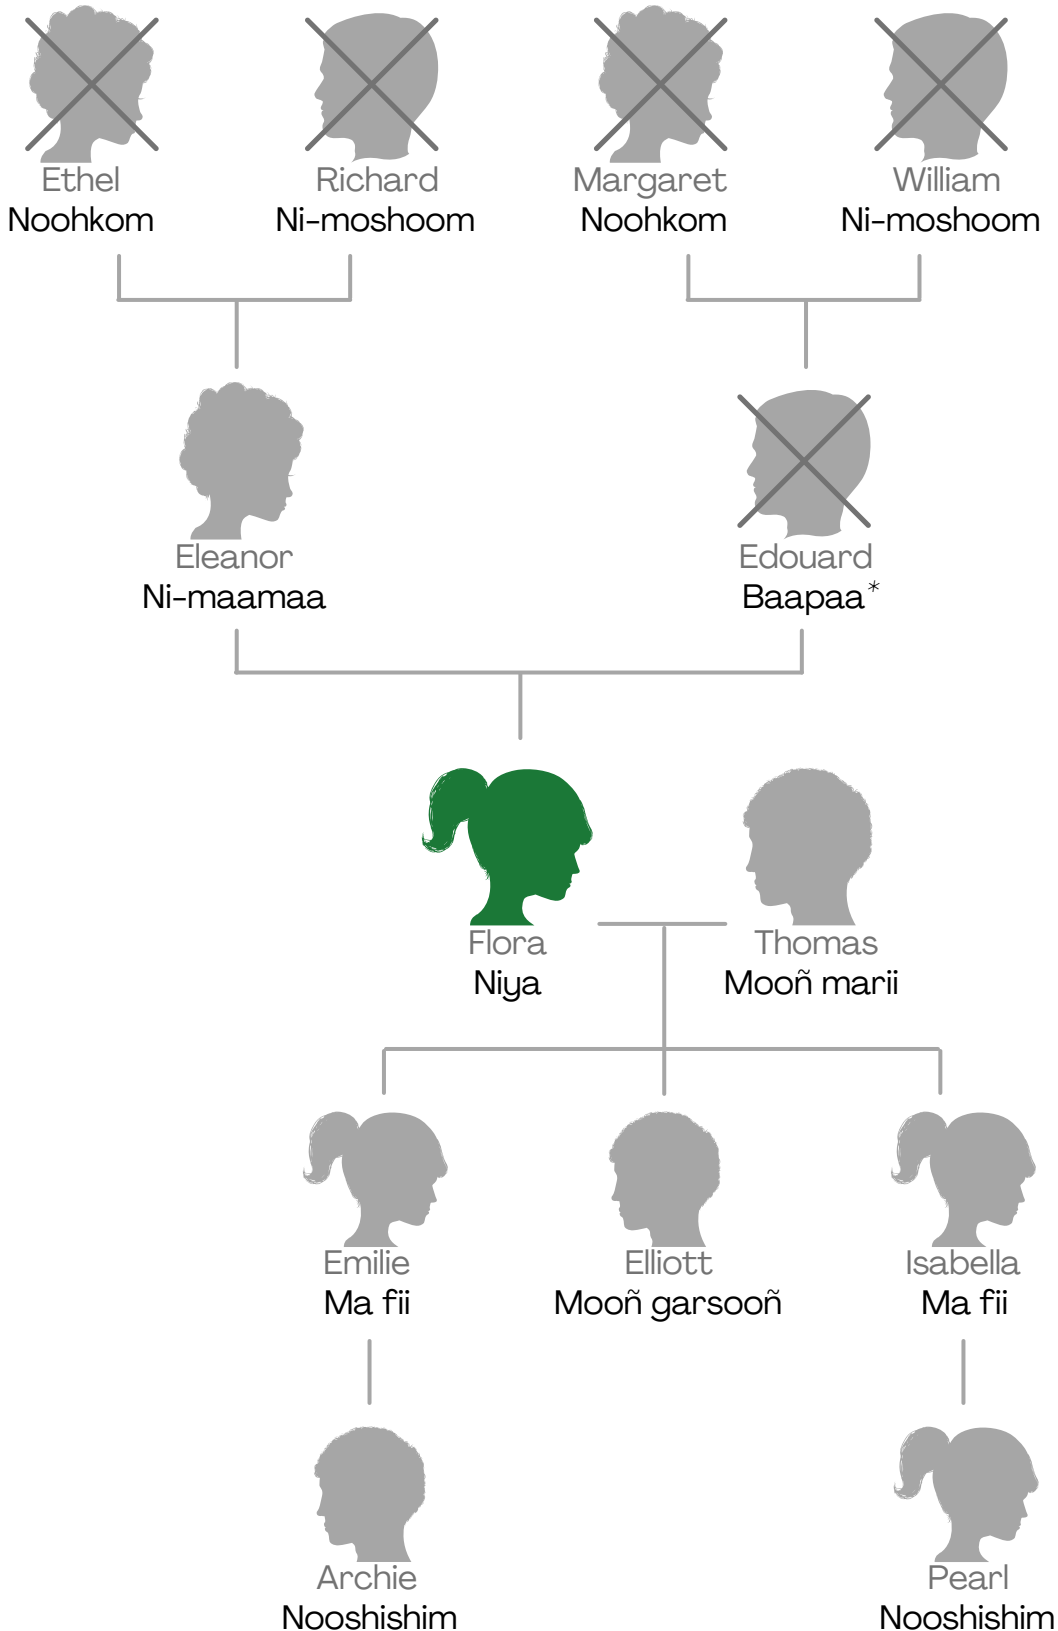 Ethel
Noohkom
Richard
Ni-moshoom
Margaret
Noohkom
William
Ni-moshoom
Eleanor
Ni-maamaa
Edouard
Baapaa*
Flora
Niya
Thomas
Mooñ marii
Emilie
Ma fii
Elliott
Mooñ garsooñ
Isabella
Ma fii
Archie
Nooshishim
Pearl
Nooshishim